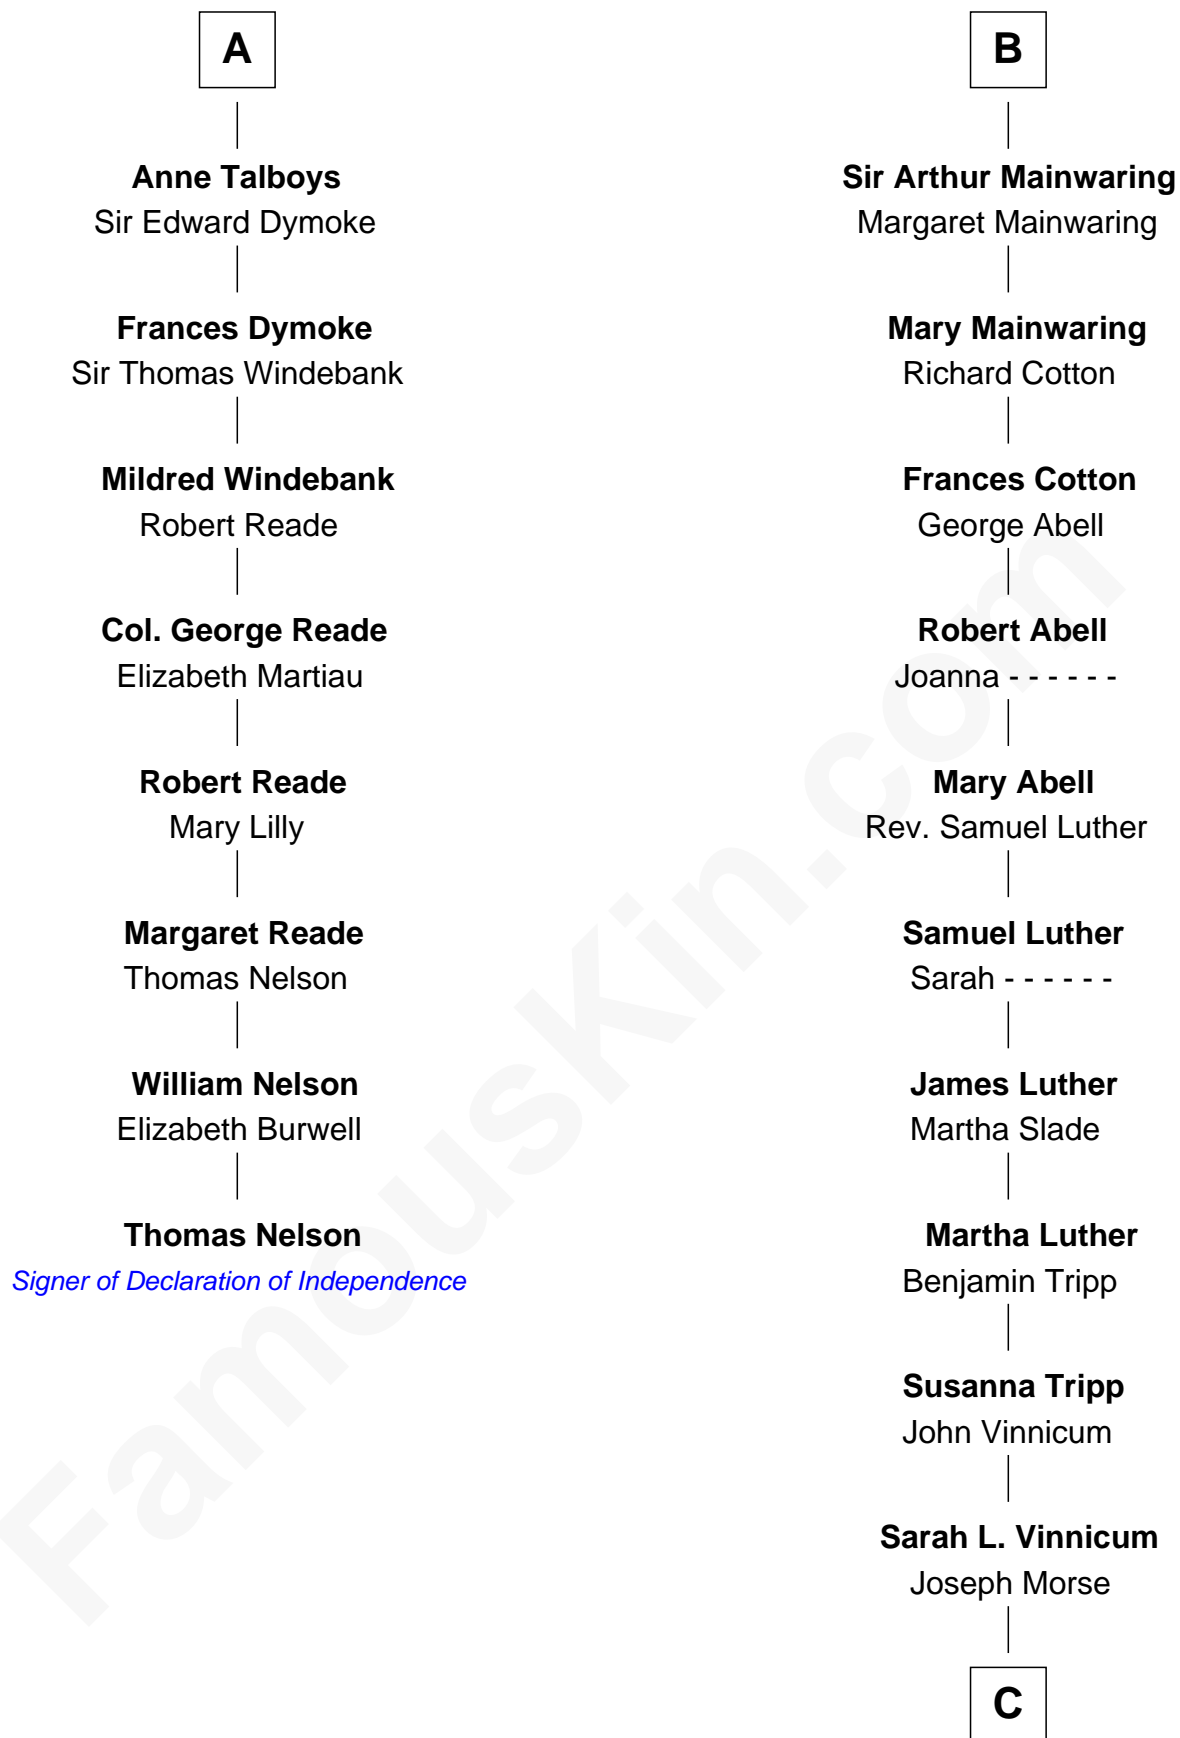 A
Anne Talboys
Sir Edward Dymoke
Frances Dymoke
Sir Thomas Windebank
Mildred Windebank
Robert Reade
Col. George Reade
Elizabeth Martiau
Robert Reade
Mary Lilly
Margaret Reade
Thomas Nelson
William Nelson
Elizabeth Burwell
Thomas Nelson
Signer of Declaration of Independence
B
Sir Arthur Mainwaring
Margaret Mainwaring
Mary Mainwaring
Richard Cotton
Frances Cotton
George Abell
Robert Abell
Joanna - - - - - -
Mary Abell
Rev. Samuel Luther
Samuel Luther
Sarah - - - - - -
James Luther
Martha Slade
Martha Luther
Benjamin Tripp
Susanna Tripp
John Vinnicum
Sarah L. Vinnicum
Joseph Morse
C
FamousKin.com